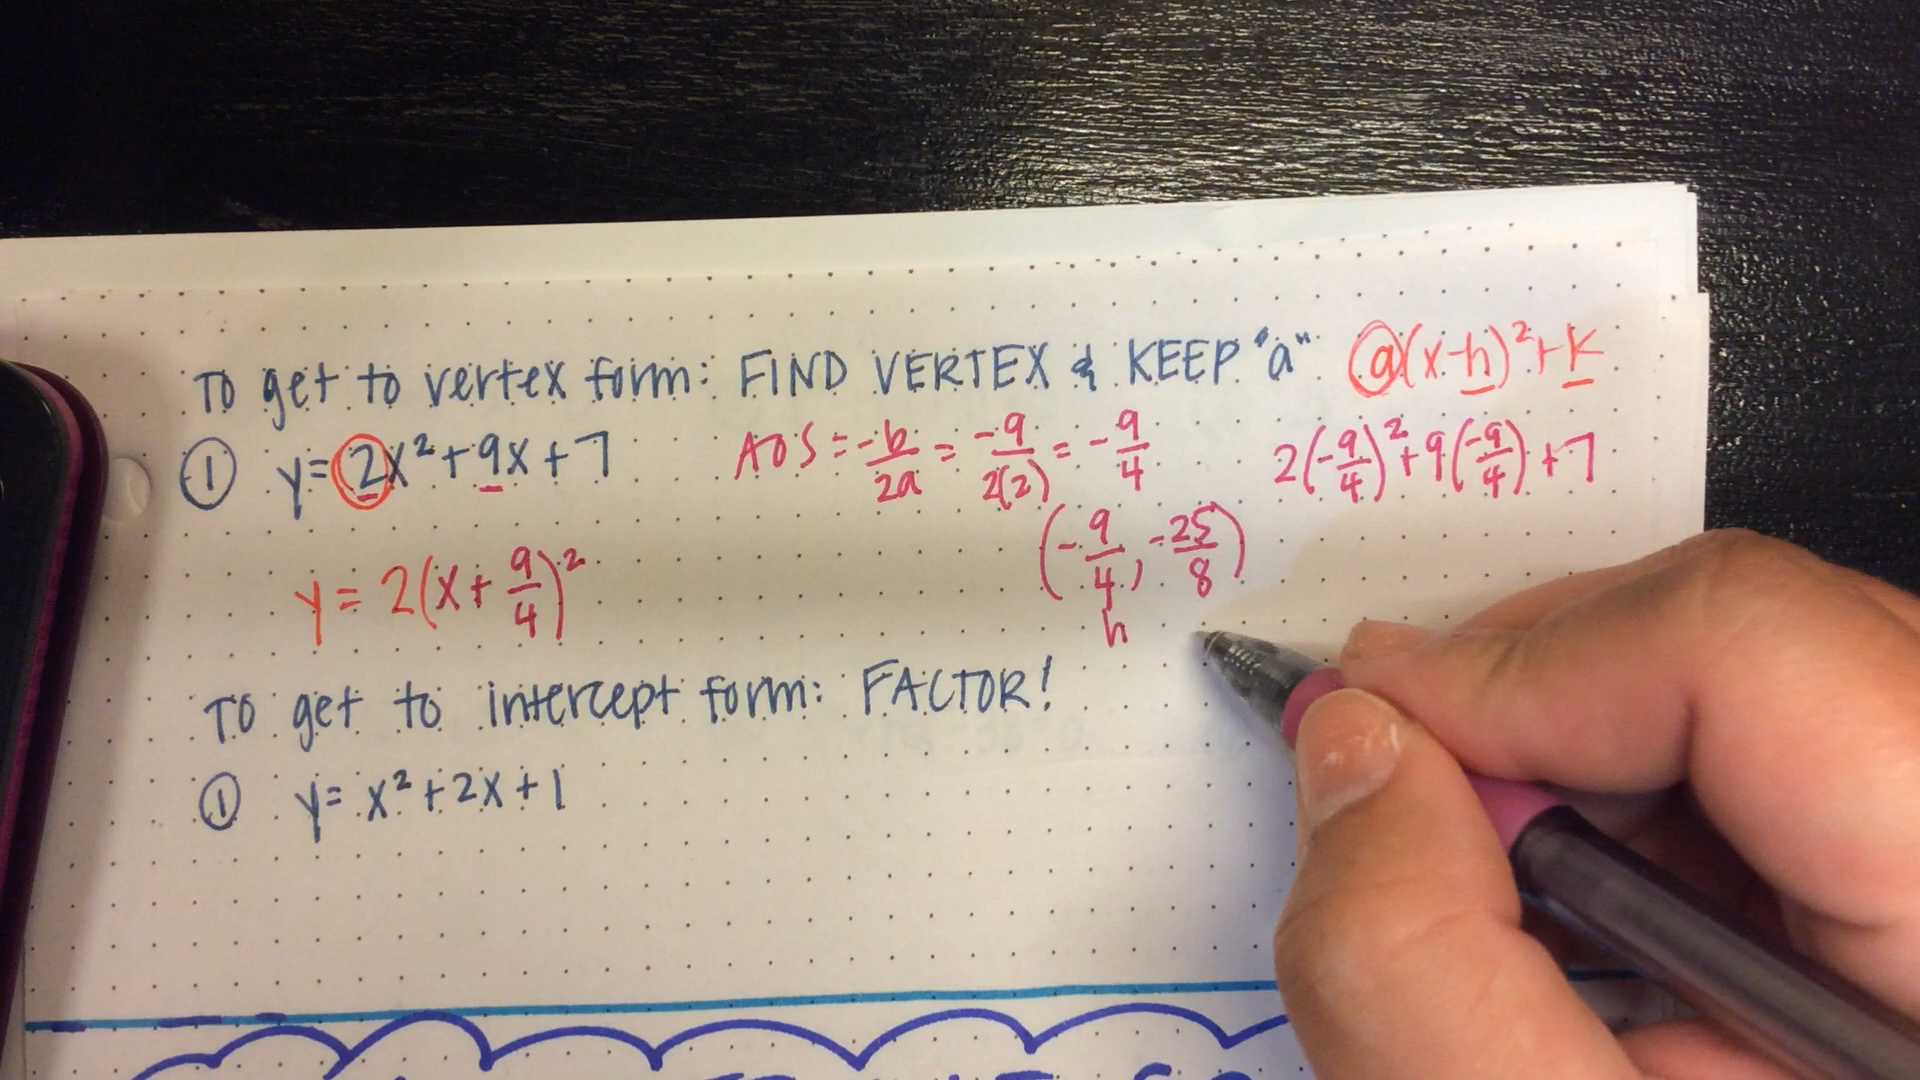 To get to vertex form: FIND VERTEX & KEEP "a" a(x-h)²+k
① y=2x²+9x+7 AOS = -b/2a = -9/2(2) = -9/4 2(-9/4)²+9(-9/4)+7
(-9/4, -25/8)
y = 2(x+9/4)²
h
To get to intercept form: FACTOR!
① y= x²+2x+1